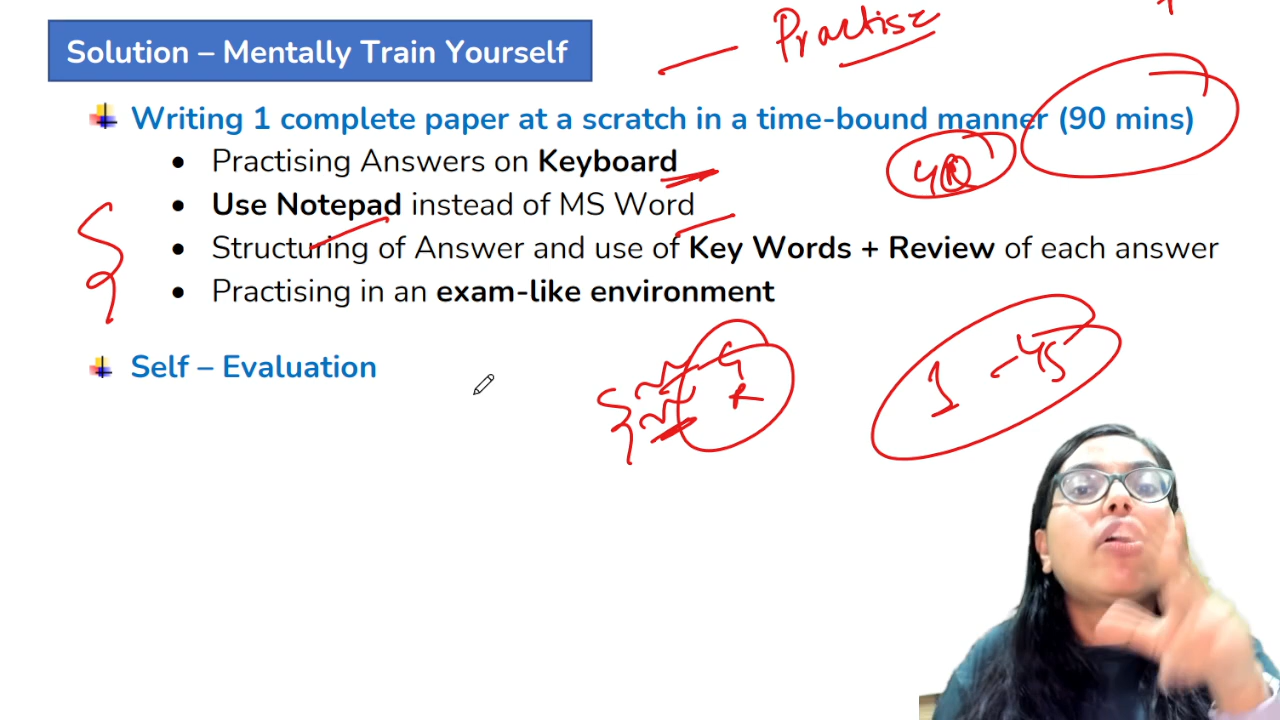 Practise
Solution – Mentally Train Yourself
Writing 1 complete paper at a scratch in a time-bound manner (90 mins)
4Q
• Practising Answers on Keyboard
• Use Notepad instead of MS Word
• Structuring of Answer and use of Key Words + Review of each answer
• Practising in an exam-like environment
Self – Evaluation
1 - 45